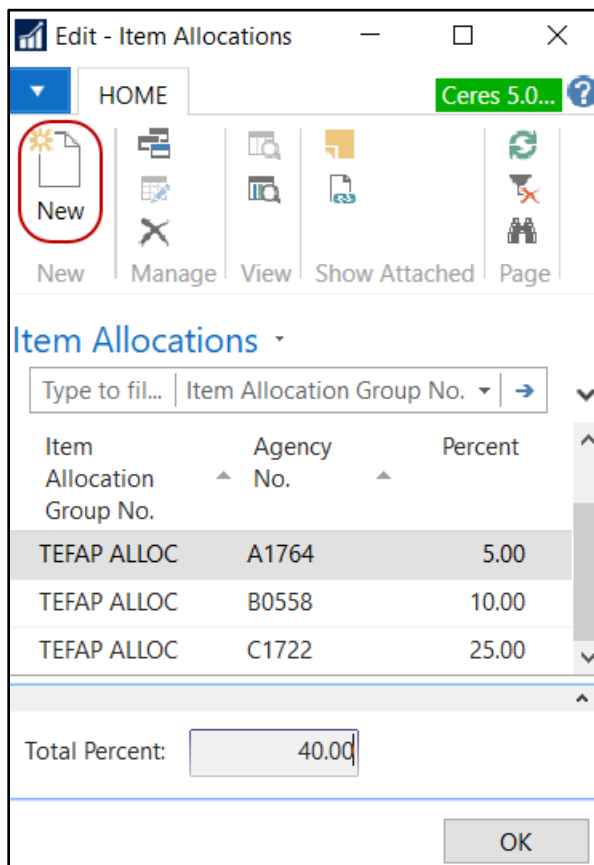 Edit - Item Allocations
HOME
Ceres 5.0...
?
New
New
Manage
View
Show Attached
Page
Item Allocations
Type to fil... Item Allocation Group No.
Item Allocation Group No. Agency No. Percent
TEFAP ALLOC A1764 5.00
TEFAP ALLOC B0558 10.00
TEFAP ALLOC C1722 25.00
Total Percent: 40.00
OK